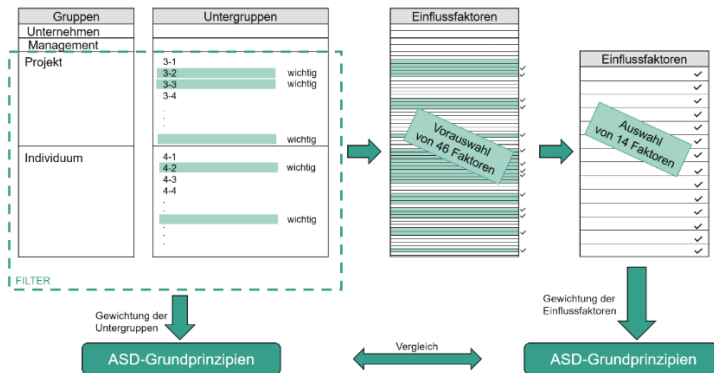 Gruppen
Untergruppen
Einflussfaktoren
Unternehmen
Management
Projekt
3-1
3-2 wichtig
3-3 wichtig
3-4
.
.
wichtig
Individuum
4-1
4-2 wichtig
4-3
4-4
.
.
wichtig
.
.
FILTER
Vorauswahl
von 46 Faktoren
Einflussfaktoren
Auswahl
von 14 Faktoren
Gewichtung der
Untergruppen
Gewichtung der
Einflussfaktoren
ASD-Grundprinzipien
Vergleich
ASD-Grundprinzipien